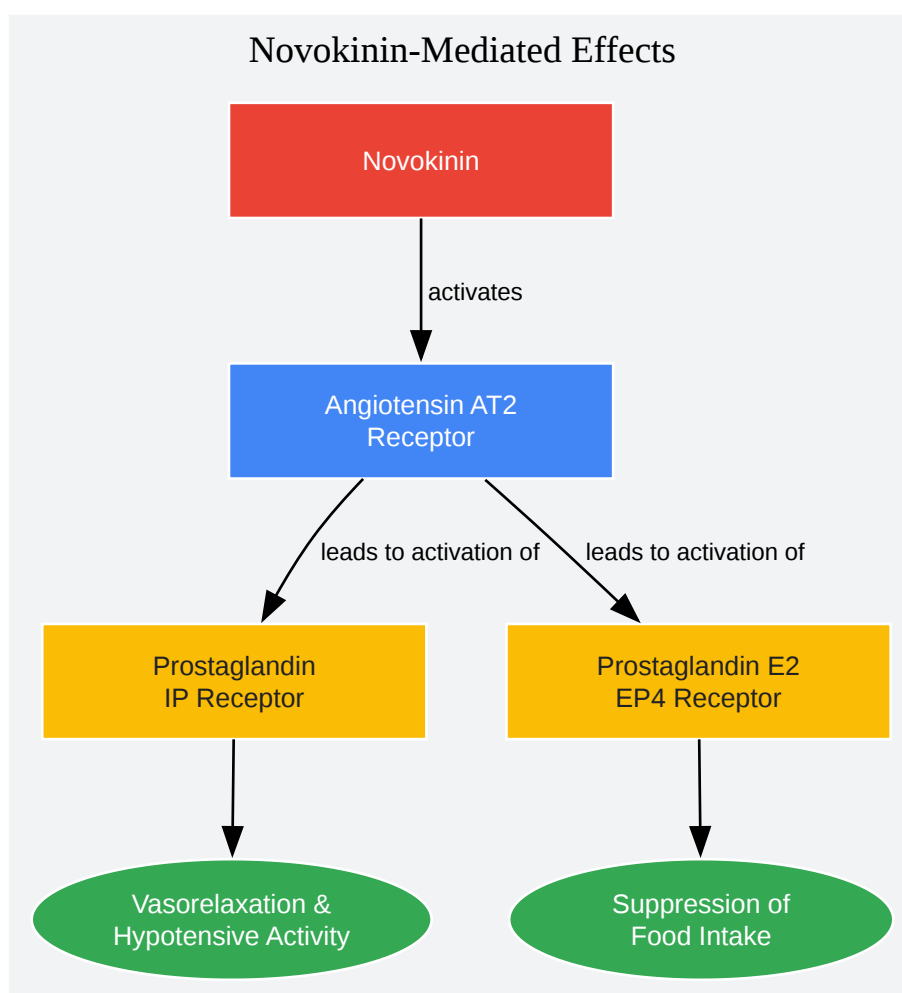 Novokinin-Mediated Effects
Novokinin
activates
Angiotensin AT2
Receptor
leads to activation of
leads to activation of
Prostaglandin
IP Receptor
Prostaglandin E2
EP4 Receptor
Vasorelaxation &
Hypotensive Activity
Suppression of
Food Intake